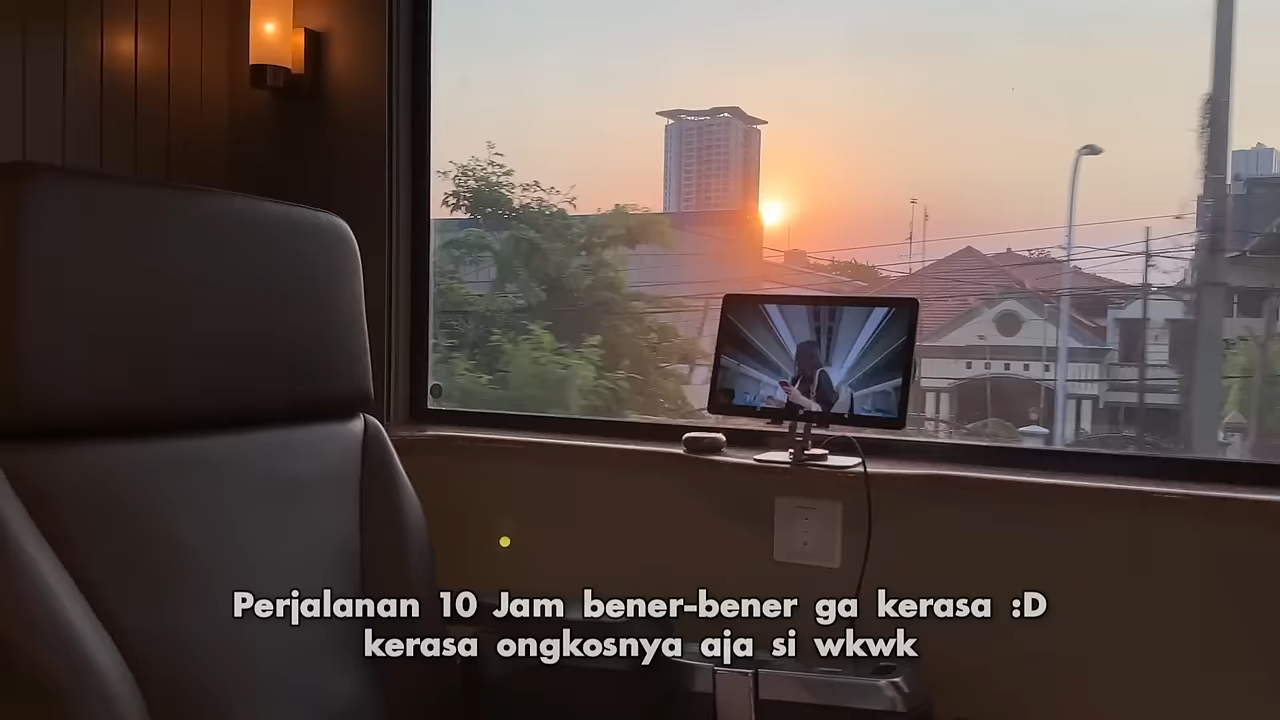 Perjalanan 10 Jam bener-bener ga kerasa :D
kerasa ongkosnya aja si wkwk